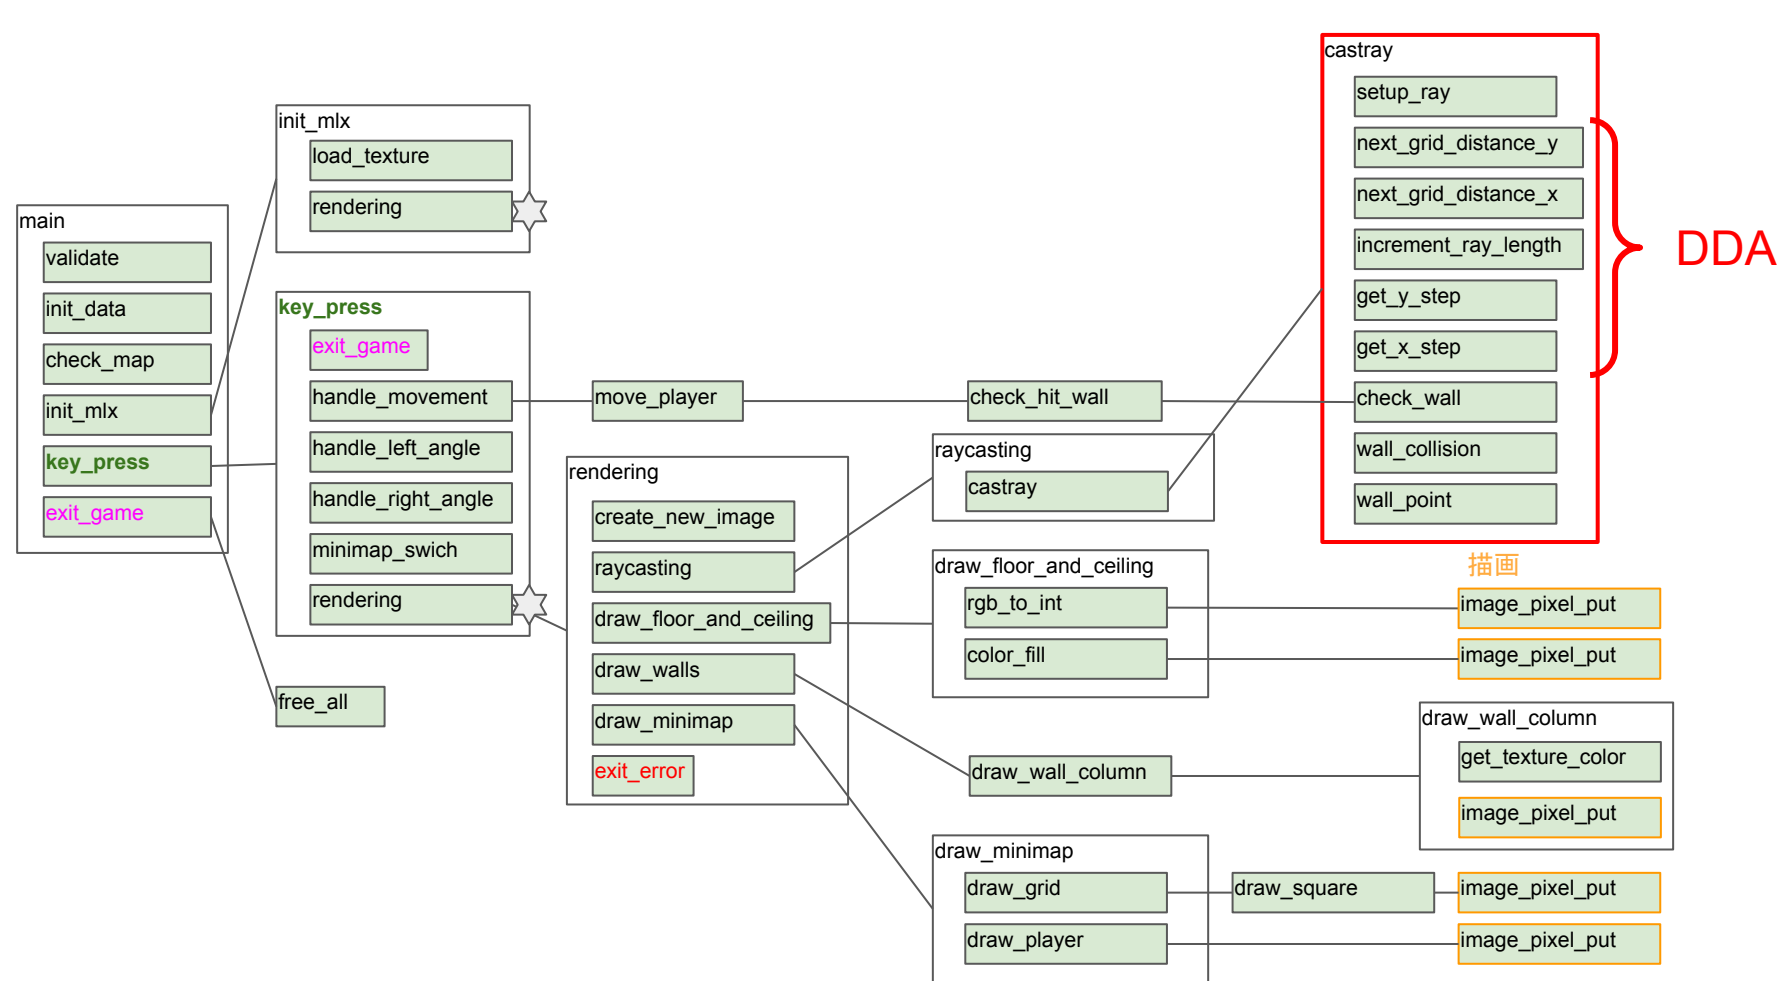 main
validate
init_data
check_map
init_mlx
key_press
exit_game
init_mlx
load_texture
rendering
key_press
exit_game
handle_movement
handle_left_angle
handle_right_angle
minimap_swich
rendering
free_all
move_player
check_hit_wall
rendering
create_new_image
raycasting
draw_floor_and_ceiling
draw_walls
draw_minimap
exit_error
raycasting
castray
castray
setup_ray
next_grid_distance_y
next_grid_distance_x
increment_ray_length
get_y_step
get_x_step
check_wall
wall_collision
wall_point
DDA
draw_floor_and_ceiling
rgb_to_int
color_fill
描画
image_pixel_put
image_pixel_put
draw_wall_column
draw_wall_column
get_texture_color
image_pixel_put
draw_minimap
draw_grid
draw_square
image_pixel_put
draw_player
image_pixel_put